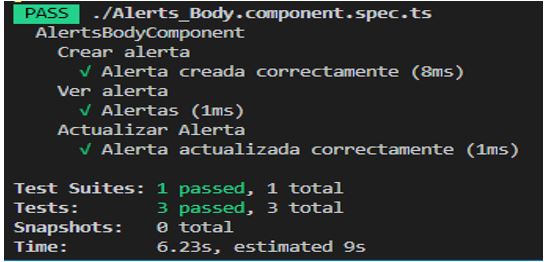 PASS ./Alerts_Body.component.spec.ts
AlertsBodyComponent
Crear alerta
√ Alerta creada correctamente (8ms)
Ver alerta
√ Alertas (1ms)
Actualizar Alerta
√ Alerta actualizada correctamente (1ms)
Test Suites: 1 passed, 1 total
Tests: 3 passed, 3 total
Snapshots: 0 total
Time: 6.23s, estimated 9s